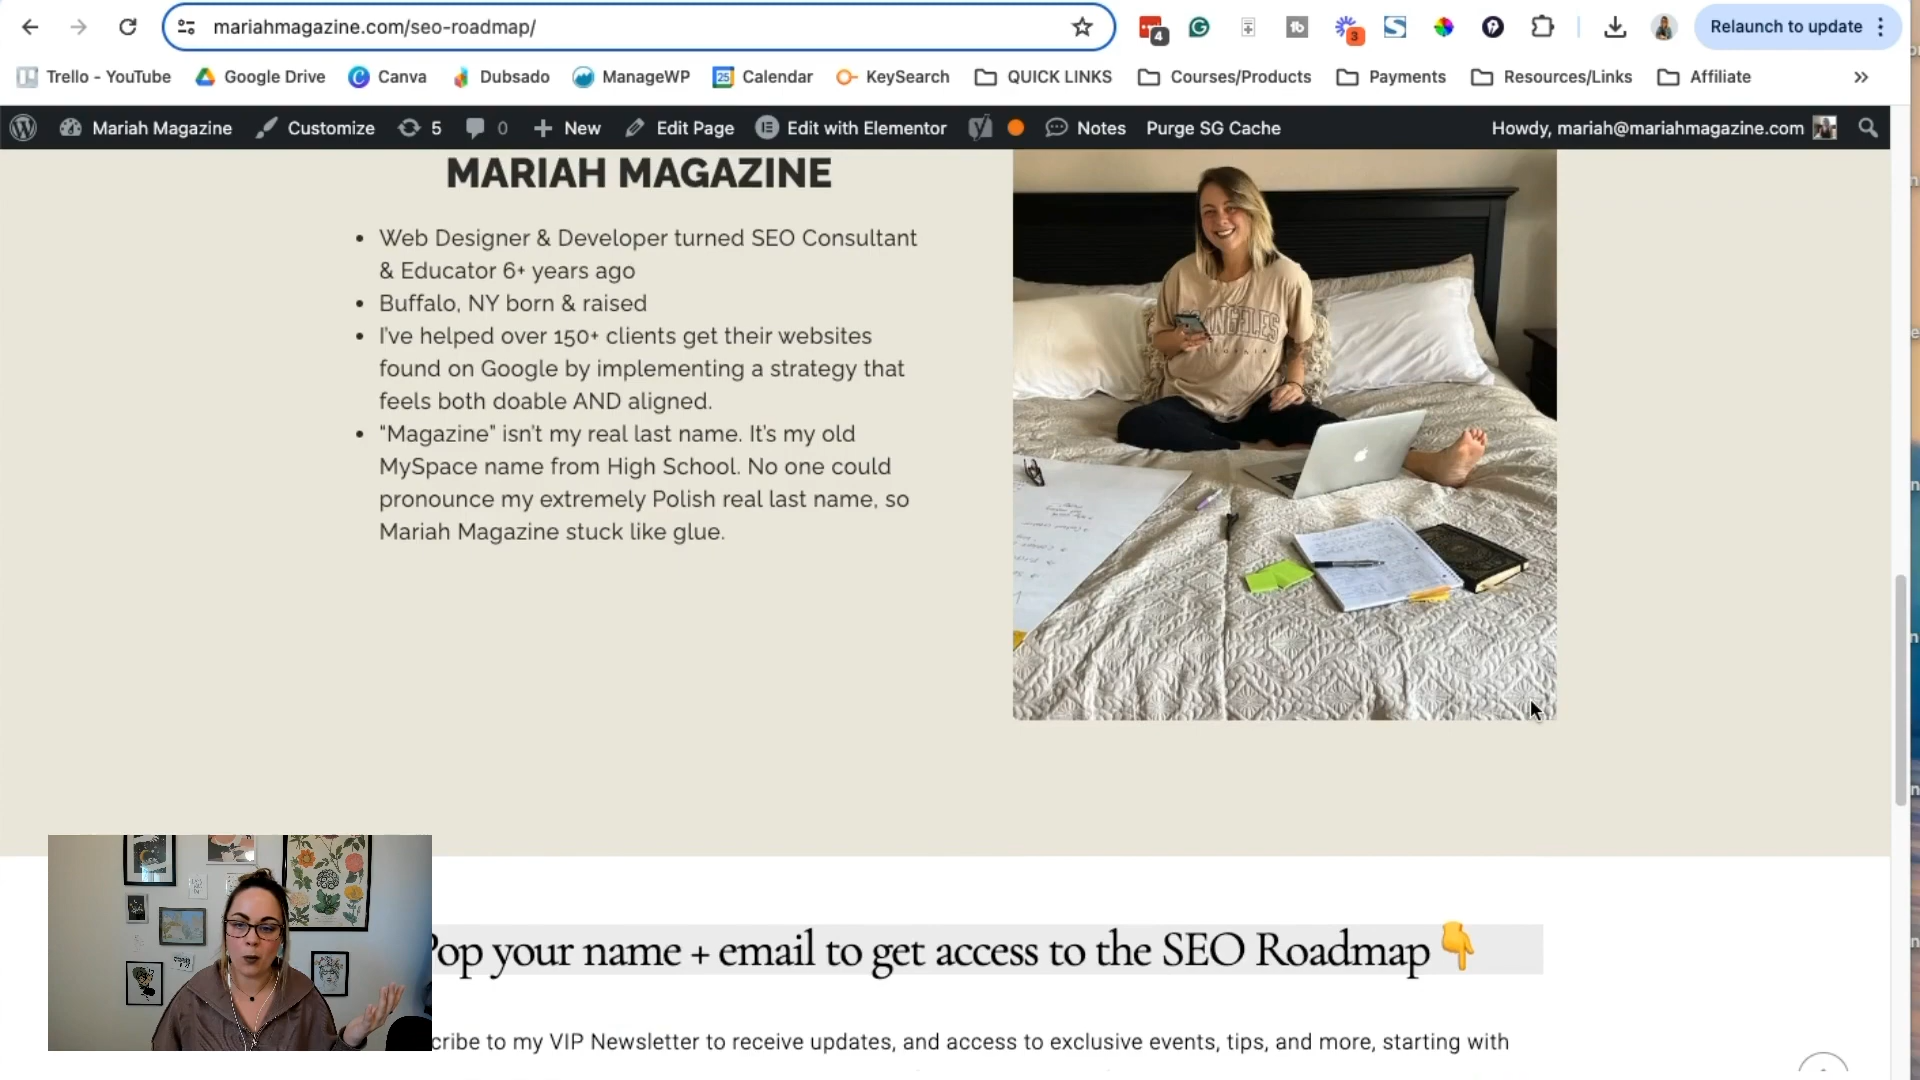 mariahmagazine.com/seo-roadmap/
4
3
Relaunch to update
Trello - YouTube
Google Drive
Canva
Dubsado
ManageWP
25
Calendar
KeySearch
QUICK LINKS
Courses/Products
Payments
Resources/Links
Affiliate
Mariah Magazine
Customize
5
0
New
Edit Page
Edit with Elementor
Notes
Purge SG Cache
Howdy, mariah@mariahmagazine.com
MARIAH MAGAZINE
• Web Designer & Developer turned SEO Consultant
& Educator 6+ years ago
• Buffalo, NY born & raised
• I've helped over 150+ clients get their websites
found on Google by implementing a strategy that
feels both doable AND aligned.
• "Magazine" isn't my real last name. It's my old
MySpace name from High School. No one could
pronounce my extremely Polish real last name, so
Mariah Magazine stuck like glue.
Pop your name + email to get access to the SEO Roadmap👇
cribe to my VIP Newsletter to receive updates, and access to exclusive events, tips, and more, starting with